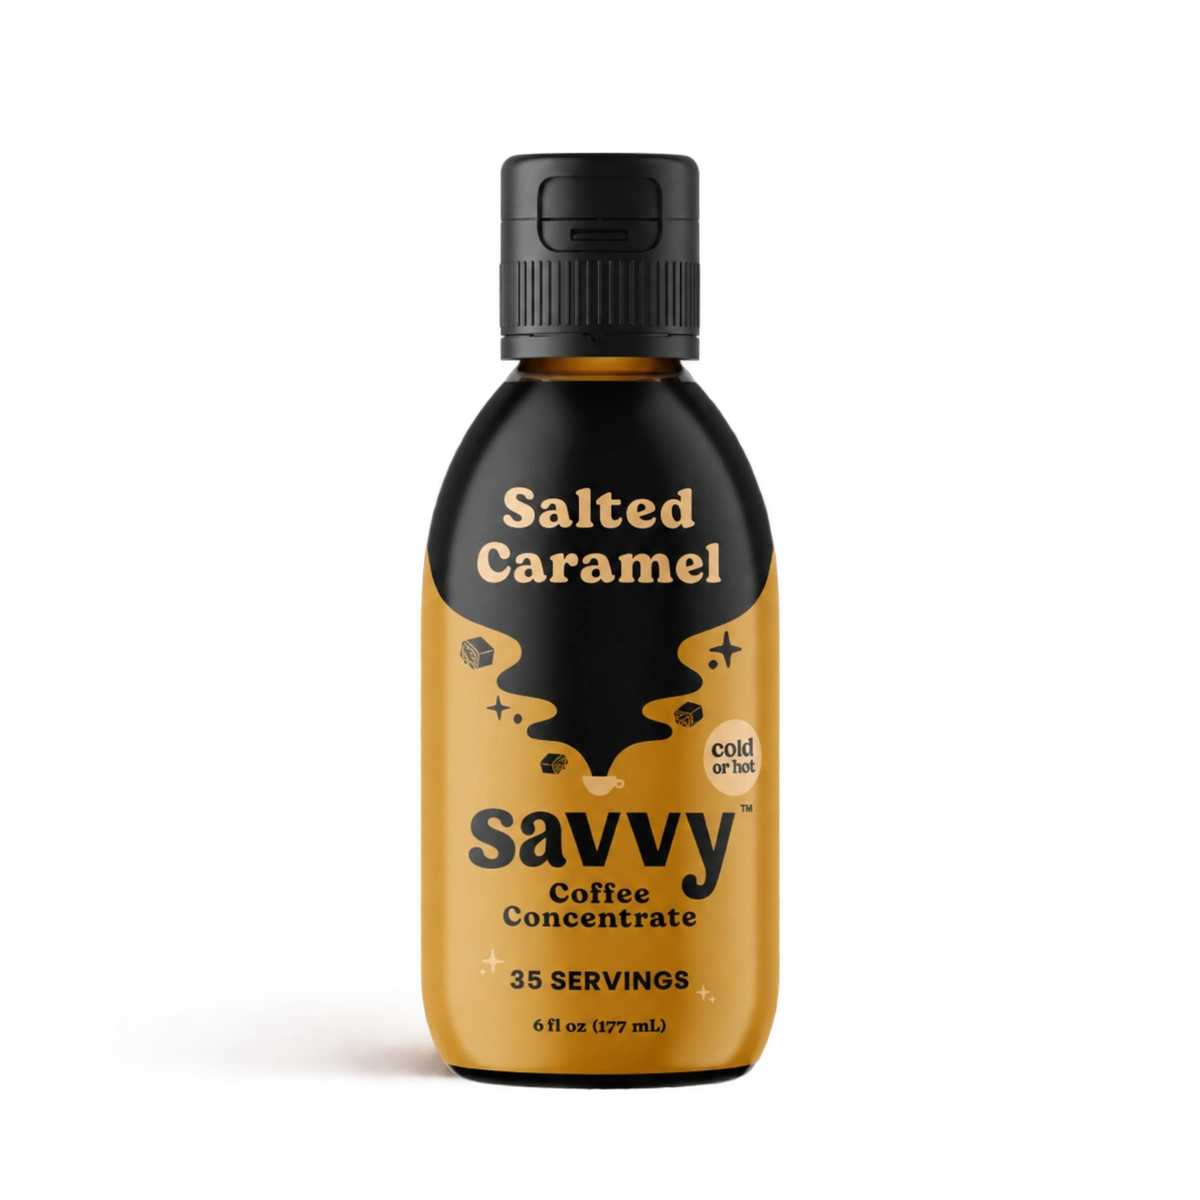 Salted
Caramel
cold
or hot
savvy™
Coffee
Concentrate
35 SERVINGS
6 fl oz (177 mL)